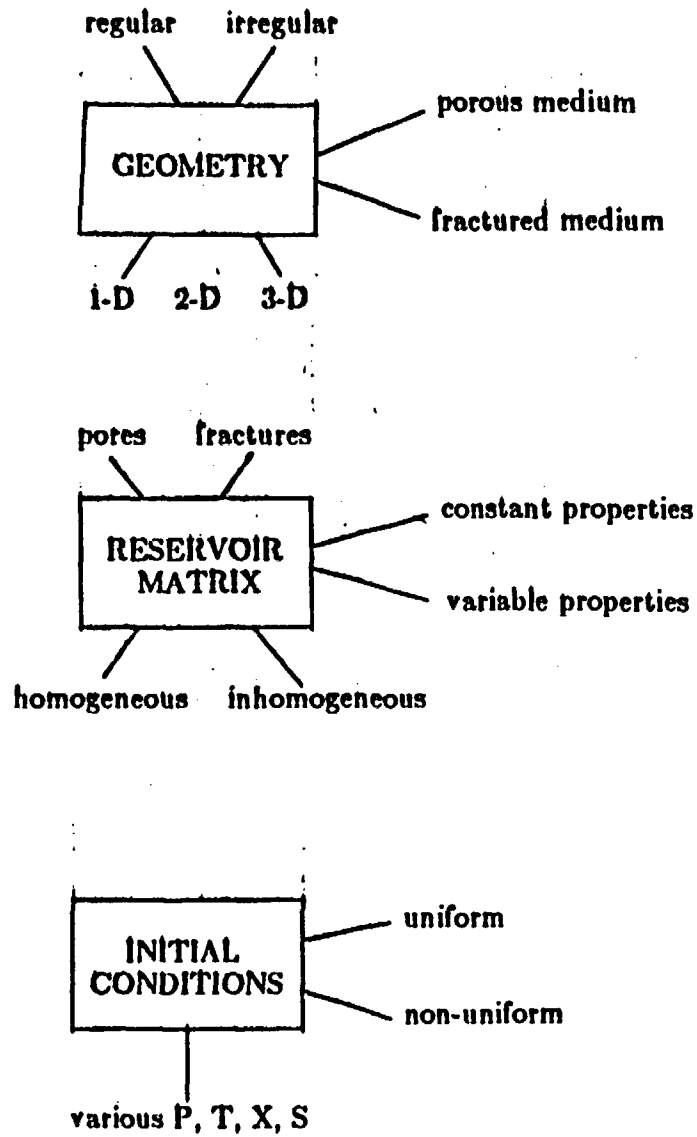 regular irregular
GEOMETRY
porous medium
fractured medium
1-D 2-D 3-D
pores fractures
RESERVOIR
MATRIX
constant properties
variable properties
homogeneous inhomogeneous
INITIAL
CONDITIONS
uniform
non-uniform
various P, T, X, S